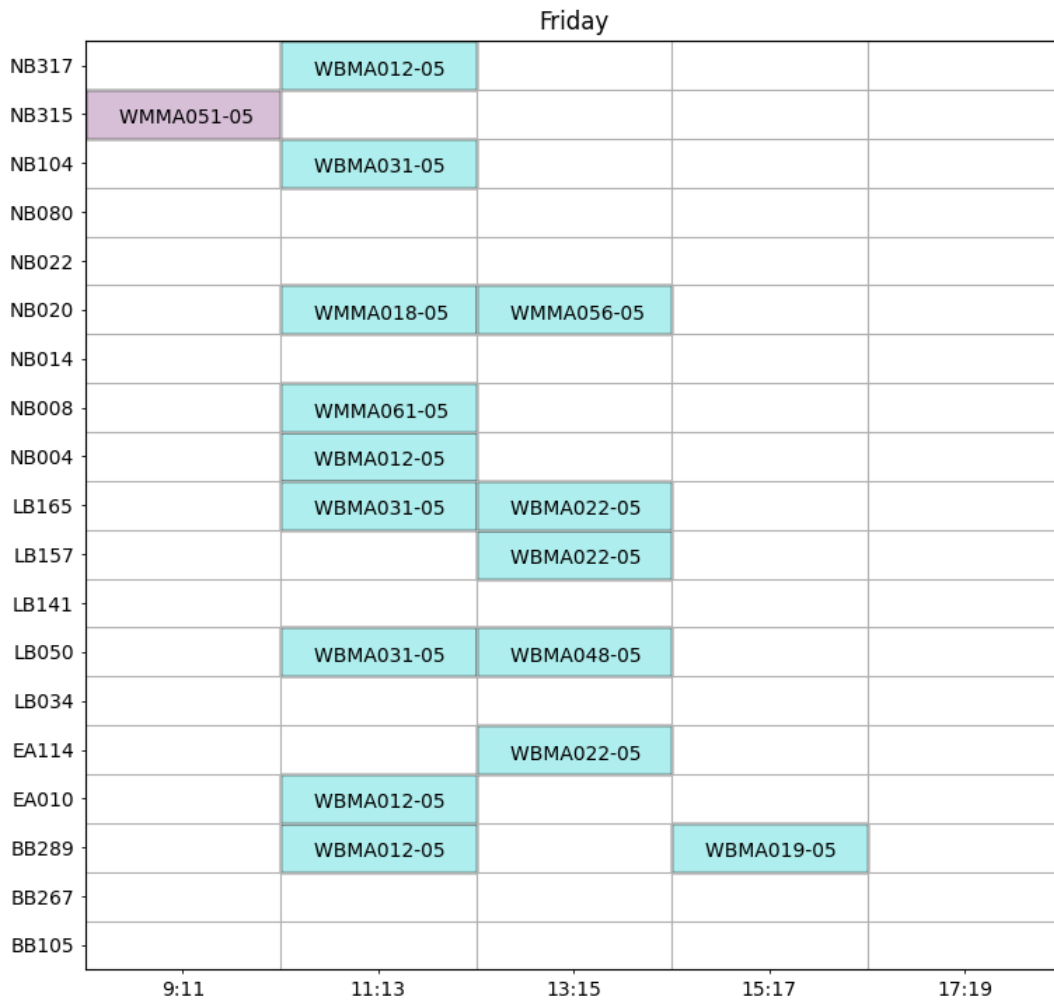 Friday
NB317 WBMA012-05
NB315 WMMA051-05
NB104 WBMA031-05
NB080
NB022
NB020 WMMA018-05 WMMA056-05
NB014
NB008 WMMA061-05
NB004 WBMA012-05
LB165 WBMA031-05 WBMA022-05
LB157 WBMA022-05
LB141
LB050 WBMA031-05 WBMA048-05
LB034
EA114 WBMA022-05
EA010 WBMA012-05
BB289 WBMA012-05 WBMA019-05
BB267
BB105
9:11 11:13 13:15 15:17 17:19